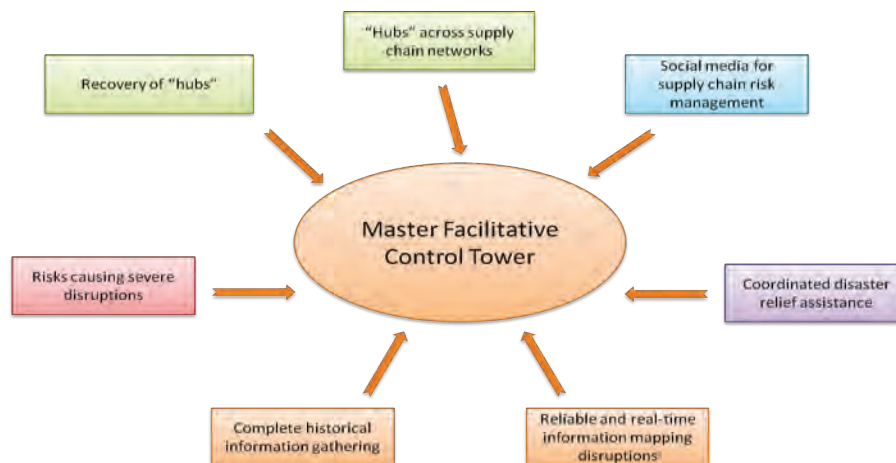 "Hubs" across supply
chain networks
Recovery of "hubs"
Social media for
supply chain risk
management
Master Facilitative
Control Tower
Risks causing severe
disruptions
Coordinated disaster
relief assistance
Complete historical
information gathering
Reliable and real-time
information mapping
disruptions